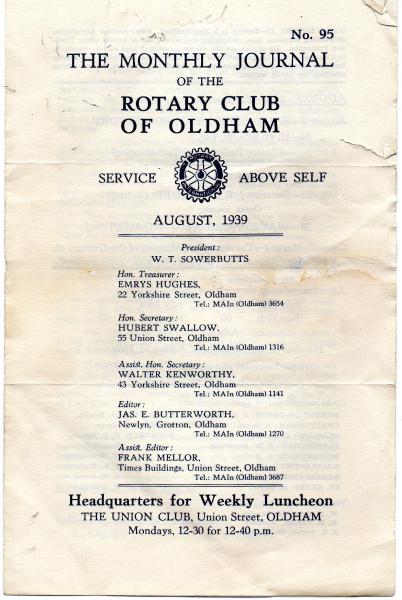 No. 95
THE MONTHLY JOURNAL
OF THE
ROTARY CLUB
OF OLDHAM
SERVICE ABOVE SELF
ROTARY
INTERNATIONAL
AUGUST, 1939
President:
W. T. SOWERBUTTS
Hon. Treasurer:
EMRYS HUGHES,
22 Yorkshire Street, Oldham
Tel.: MAIn (Oldham) 3654
Hon. Secretary:
HUBERT SWALLOW,
55 Union Street, Oldham
Tel.: MAIn (Oldham) 1316
Assist. Hon. Secretary:
WALTER KENWORTHY,
43 Yorkshire Street, Oldham
Tel.: MAIn (Oldham) 1141
Editor:
JAS. E. BUTTERWORTH,
Newlyn, Grotton, Oldham
Tel.: MAIn (Oldham) 1270
Assist. Editor:
FRANK MELLOR,
Times Buildings, Union Street, Oldham
Tel.: MAIn (Oldham) 3687
Headquarters for Weekly Luncheon
THE UNION CLUB, Union Street, OLDHAM
Mondays, 12-30 for 12-40 p.m.